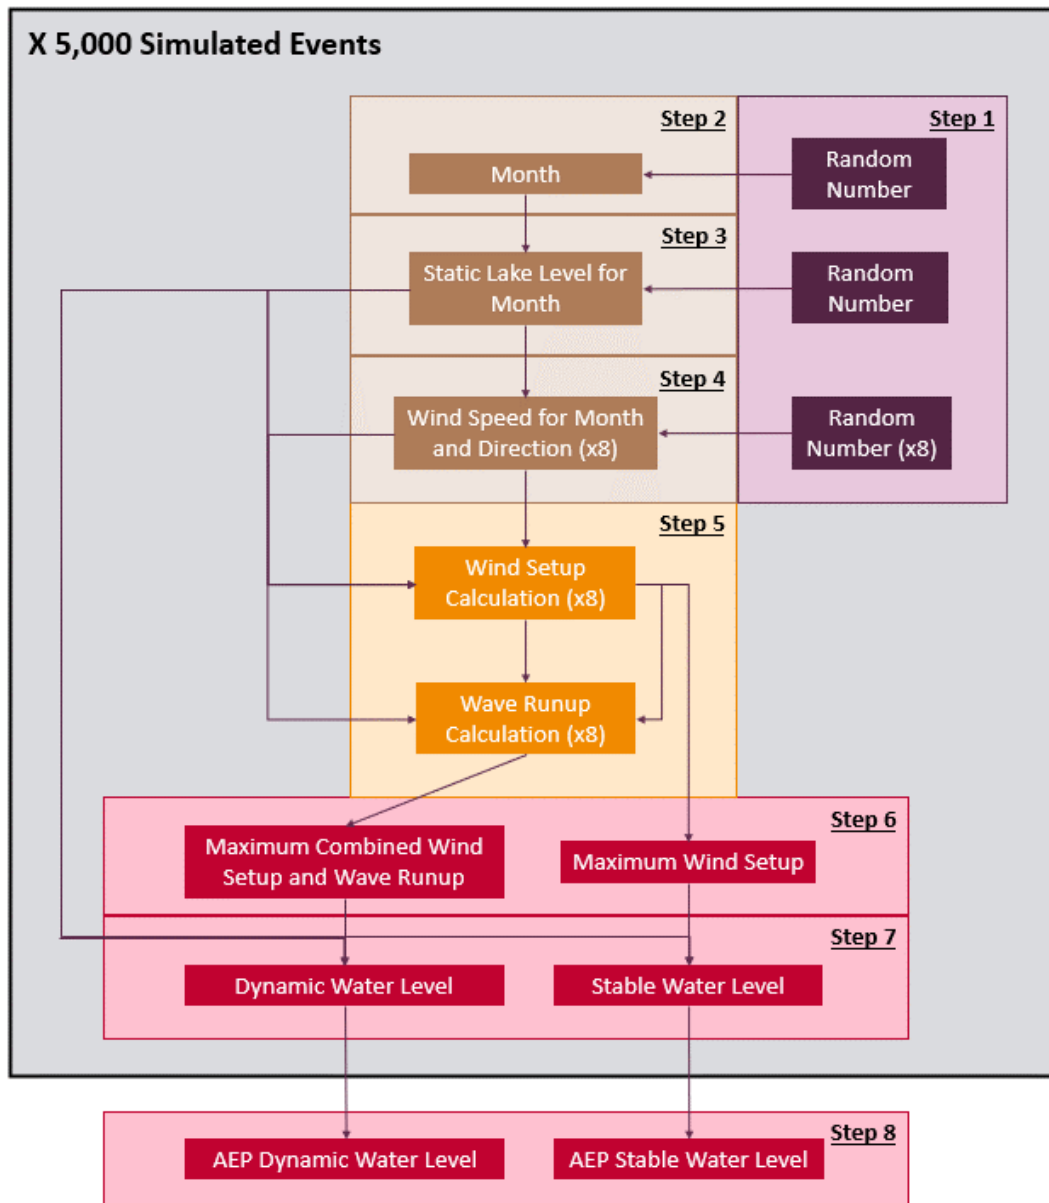 X 5,000 Simulated Events
Step 2
Step 1
Month
Random
Number
Step 3
Static Lake Level for
Month
Random
Number
Step 4
Wind Speed for Month
and Direction (x8)
Random
Number (x8)
Step 5
Wind Setup
Calculation (x8)
Wave Runup
Calculation (x8)
Step 6
Maximum Combined Wind
Setup and Wave Runup
Maximum Wind Setup
Step 7
Dynamic Water Level
Stable Water Level
Step 8
AEP Dynamic Water Level
AEP Stable Water Level